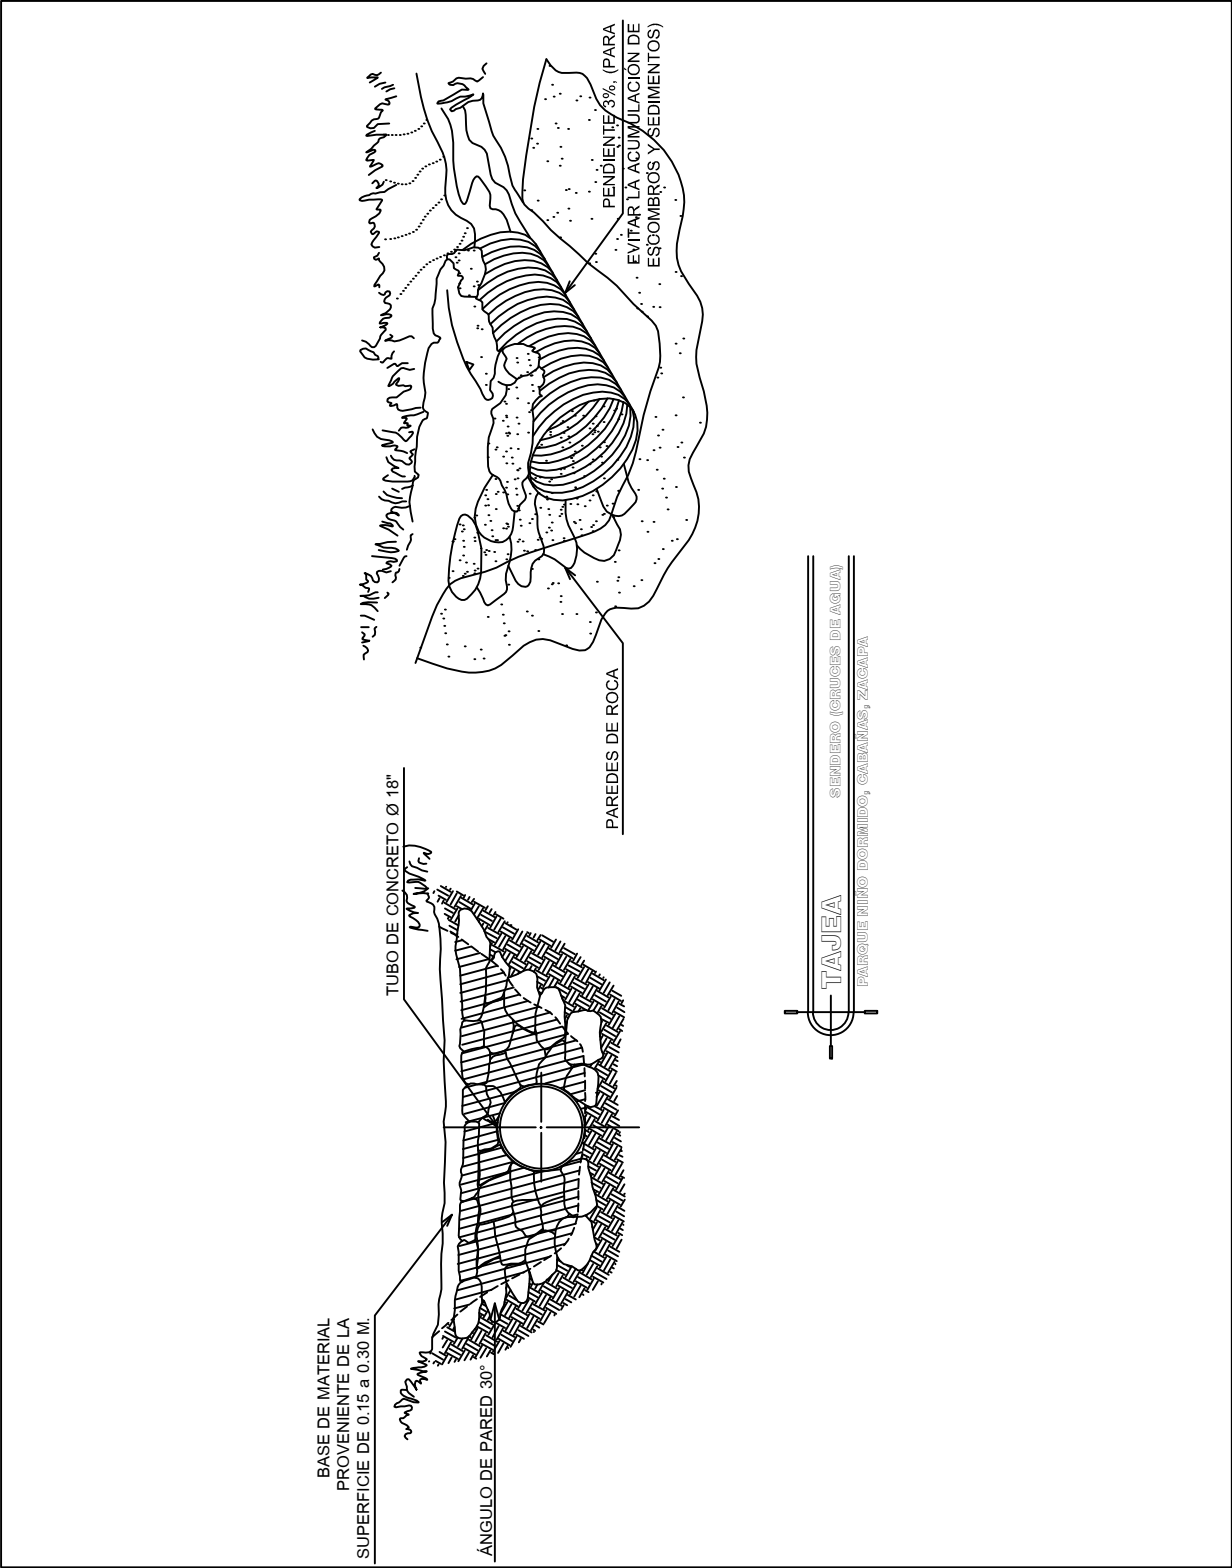 BASE DE MATERIAL
PROVENIENTE DE LA
SUPERFICIE DE 0.15 a 0.30 M.
TUBO DE CONCRETO Ø 18"
ÁNGULO DE PARED 30°
PENDIENTE 3%, (PARA
EVITAR LA ACUMULACIÓN DE
ESCOMBROS Y SEDIMENTOS)
PAREDES DE ROCA
TAJEA SENDERO (CRUCES DE AGUA)
PARQUE NIÑO DORMIDO, CABAÑAS, ZACAPA